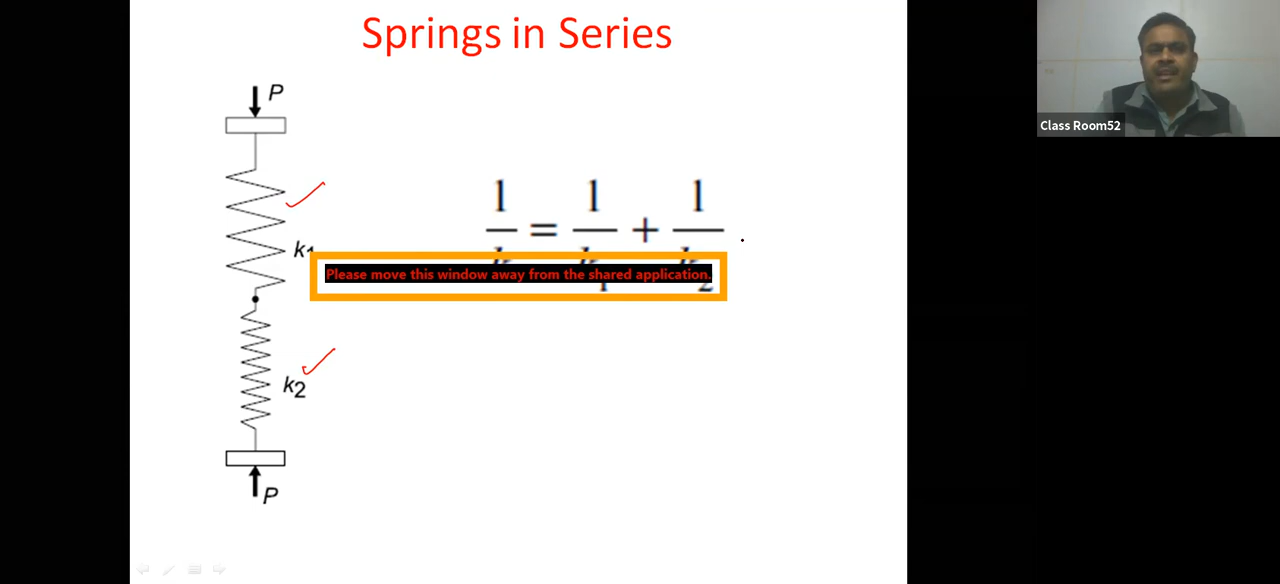 Springs in Series
P
Class Room52
1 = 1 + 1
k1
Please move this window away from the shared application.
2
k2
P